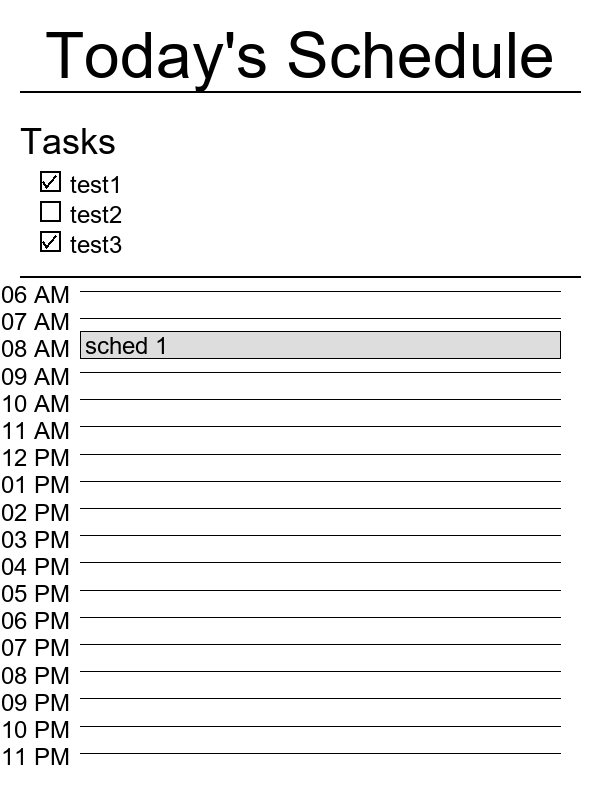 Today's Schedule
Tasks
test1
test2
test3
06 AM
07 AM
08 AM sched 1
09 AM
10 AM
11 AM
12 PM
01 PM
02 PM
03 PM
04 PM
05 PM
06 PM
07 PM
08 PM
09 PM
10 PM
11 PM